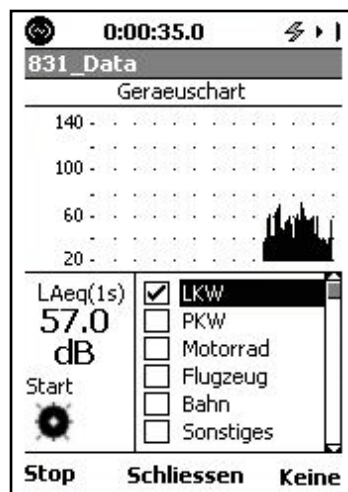 0:00:35.0
831_Data
Geraeuschart
140
100
60
20
LAeq(1s)
57.0
dB
Start
LKW
PKW
Motorrad
Flugzeug
Bahn
Sonstiges
Stop Schliessen Keine